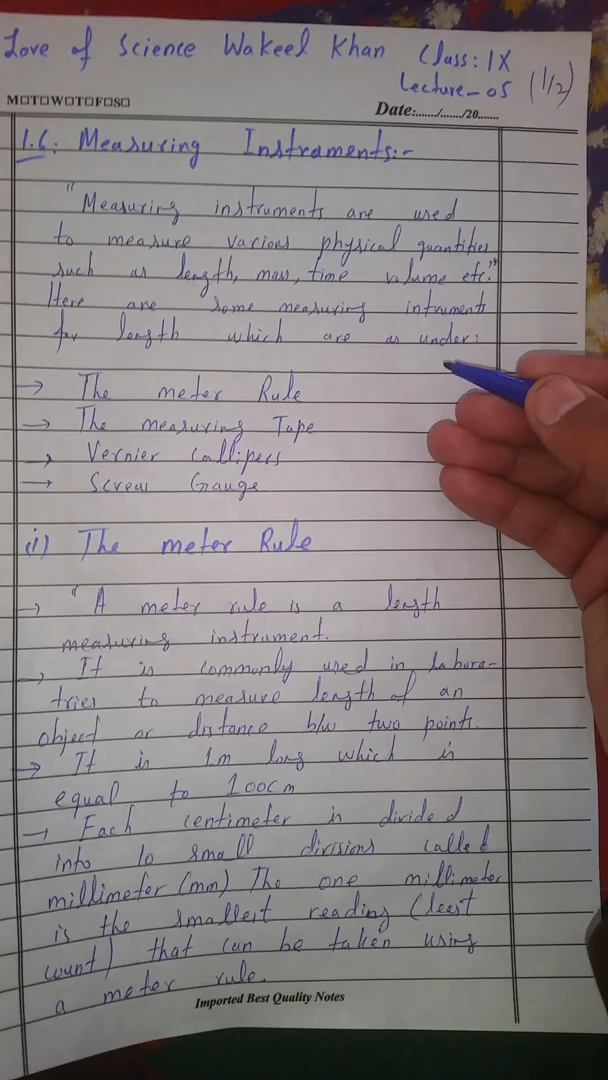 Love of Science Wakeel Khan Class: IX
Lecture-05 (1/2)
M□T□W□T□F□S□ Date:....../....../20.......
1.6: Measuring Instraments:-
"Measuring instruments are used
to measure various physical quantities
such as length, mass, time volume etc."
Here are some measuring intruments
for length which are as under:
→ The meter Rule
→ The measuring Tape
→ Vernier Callipers
→ Screw Gauge
(i) The meter Rule
→ "A meter rule is a length
measuring instrument.
→ It is commonly used in labora-
tries to measure length of an
object or distance b/w two points.
→ It is 1m long which is
equal to 100cm
→ Each centimeter is divided
into 10 small divisions called
millimeter (mm) The one millimeter
is the smallest reading (least
count) that can be taken using
a meter rule.
Imported Best Quality Notes